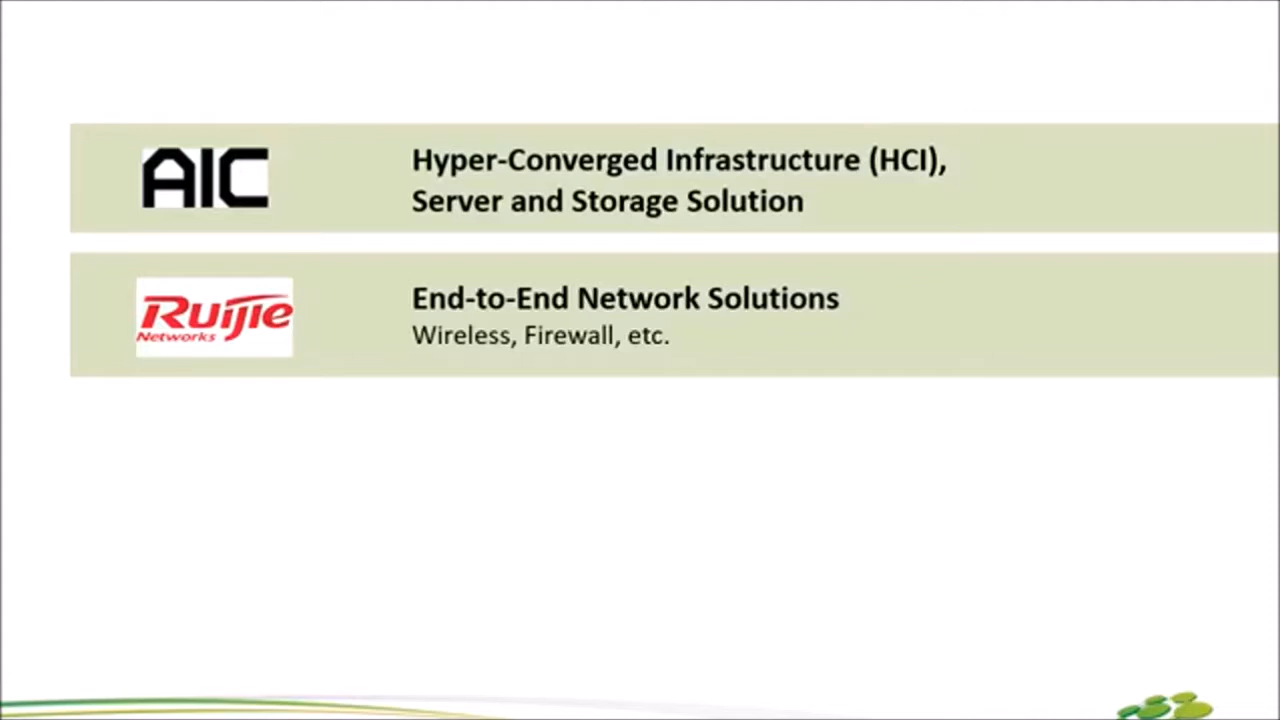 AIC
Hyper-Converged Infrastructure (HCI),
Server and Storage Solution
Ruijie
Networks
End-to-End Network Solutions
Wireless, Firewall, etc.